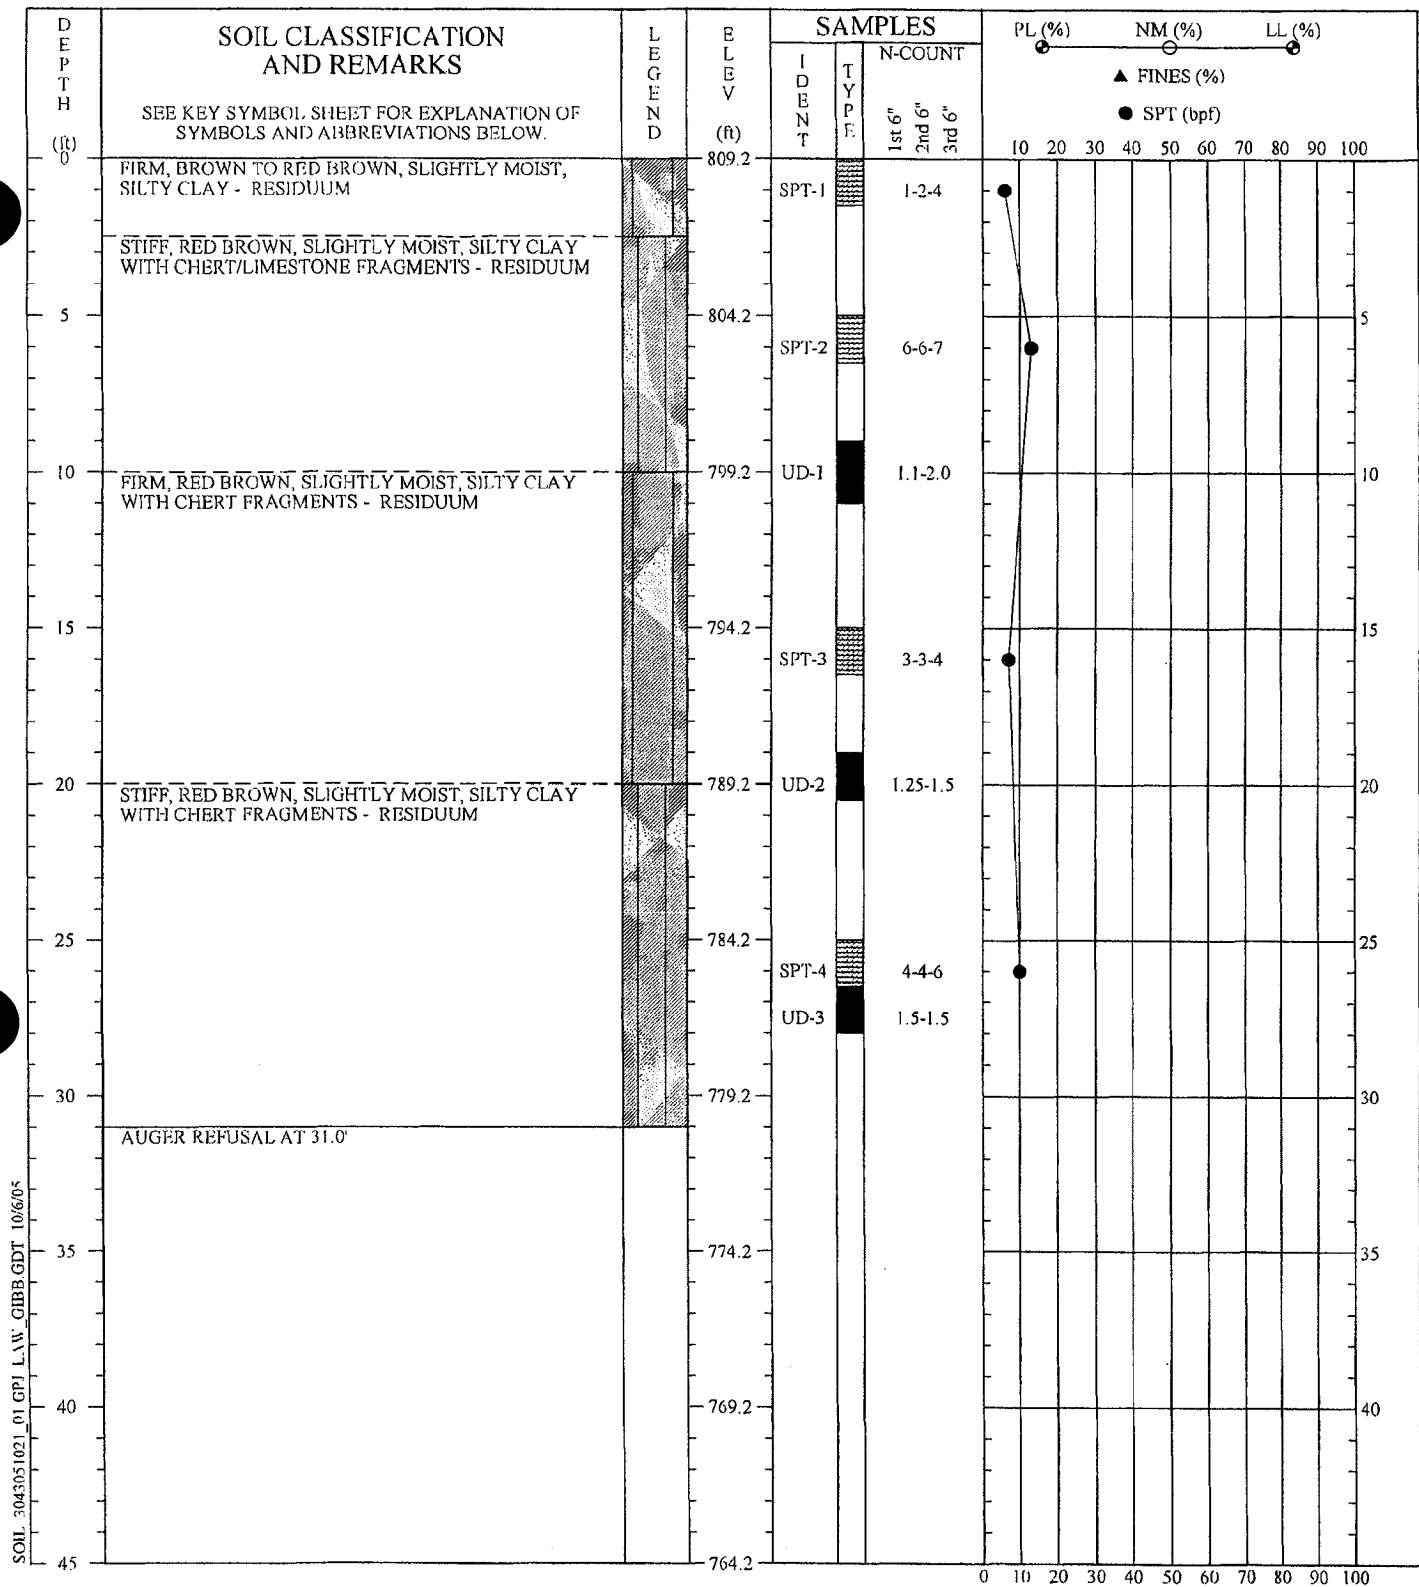 DEPTH (ft)
SOIL CLASSIFICATION
AND REMARKS
SEE KEY SYMBOL SHEET FOR EXPLANATION OF
SYMBOLS AND ABBREVIATIONS BELOW.
LEGEND
ELEV (ft)
SAMPLES
IDENT
TYPE
N-COUNT
1st 6"
2nd 6"
3rd 6"
PL (%) NM (%) LL (%)
FINES (%)
SPT (bpf)
10 20 30 40 50 60 70 80 90 100
0 809.2
FIRM, BROWN TO RED BROWN, SLIGHTLY MOIST,
SILTY CLAY - RESIDUUM
SPT-1 1-2-4
STIFF, RED BROWN, SLIGHTLY MOIST, SILTY CLAY
WITH CHERT/LIMESTONE FRAGMENTS - RESIDUUM
5 804.2 5
SPT-2 6-6-7
10 799.2 UD-1 1.1-2.0 10
FIRM, RED BROWN, SLIGHTLY MOIST, SILTY CLAY
WITH CHERT FRAGMENTS - RESIDUUM
15 794.2 15
SPT-3 3-3-4
20 789.2 UD-2 1.25-1.5 20
STIFF, RED BROWN, SLIGHTLY MOIST, SILTY CLAY
WITH CHERT FRAGMENTS - RESIDUUM
25 784.2 25
SPT-4 4-4-6
UD-3 1.5-1.5
30 779.2 30
AUGER REFUSAL AT 31.0'
35 774.2 35
40 769.2 40
45 764.2
0 10 20 30 40 50 60 70 80 90 100
SOIL 3043051021_01 GPJ LAW_GIBB.GDT 10/6/05